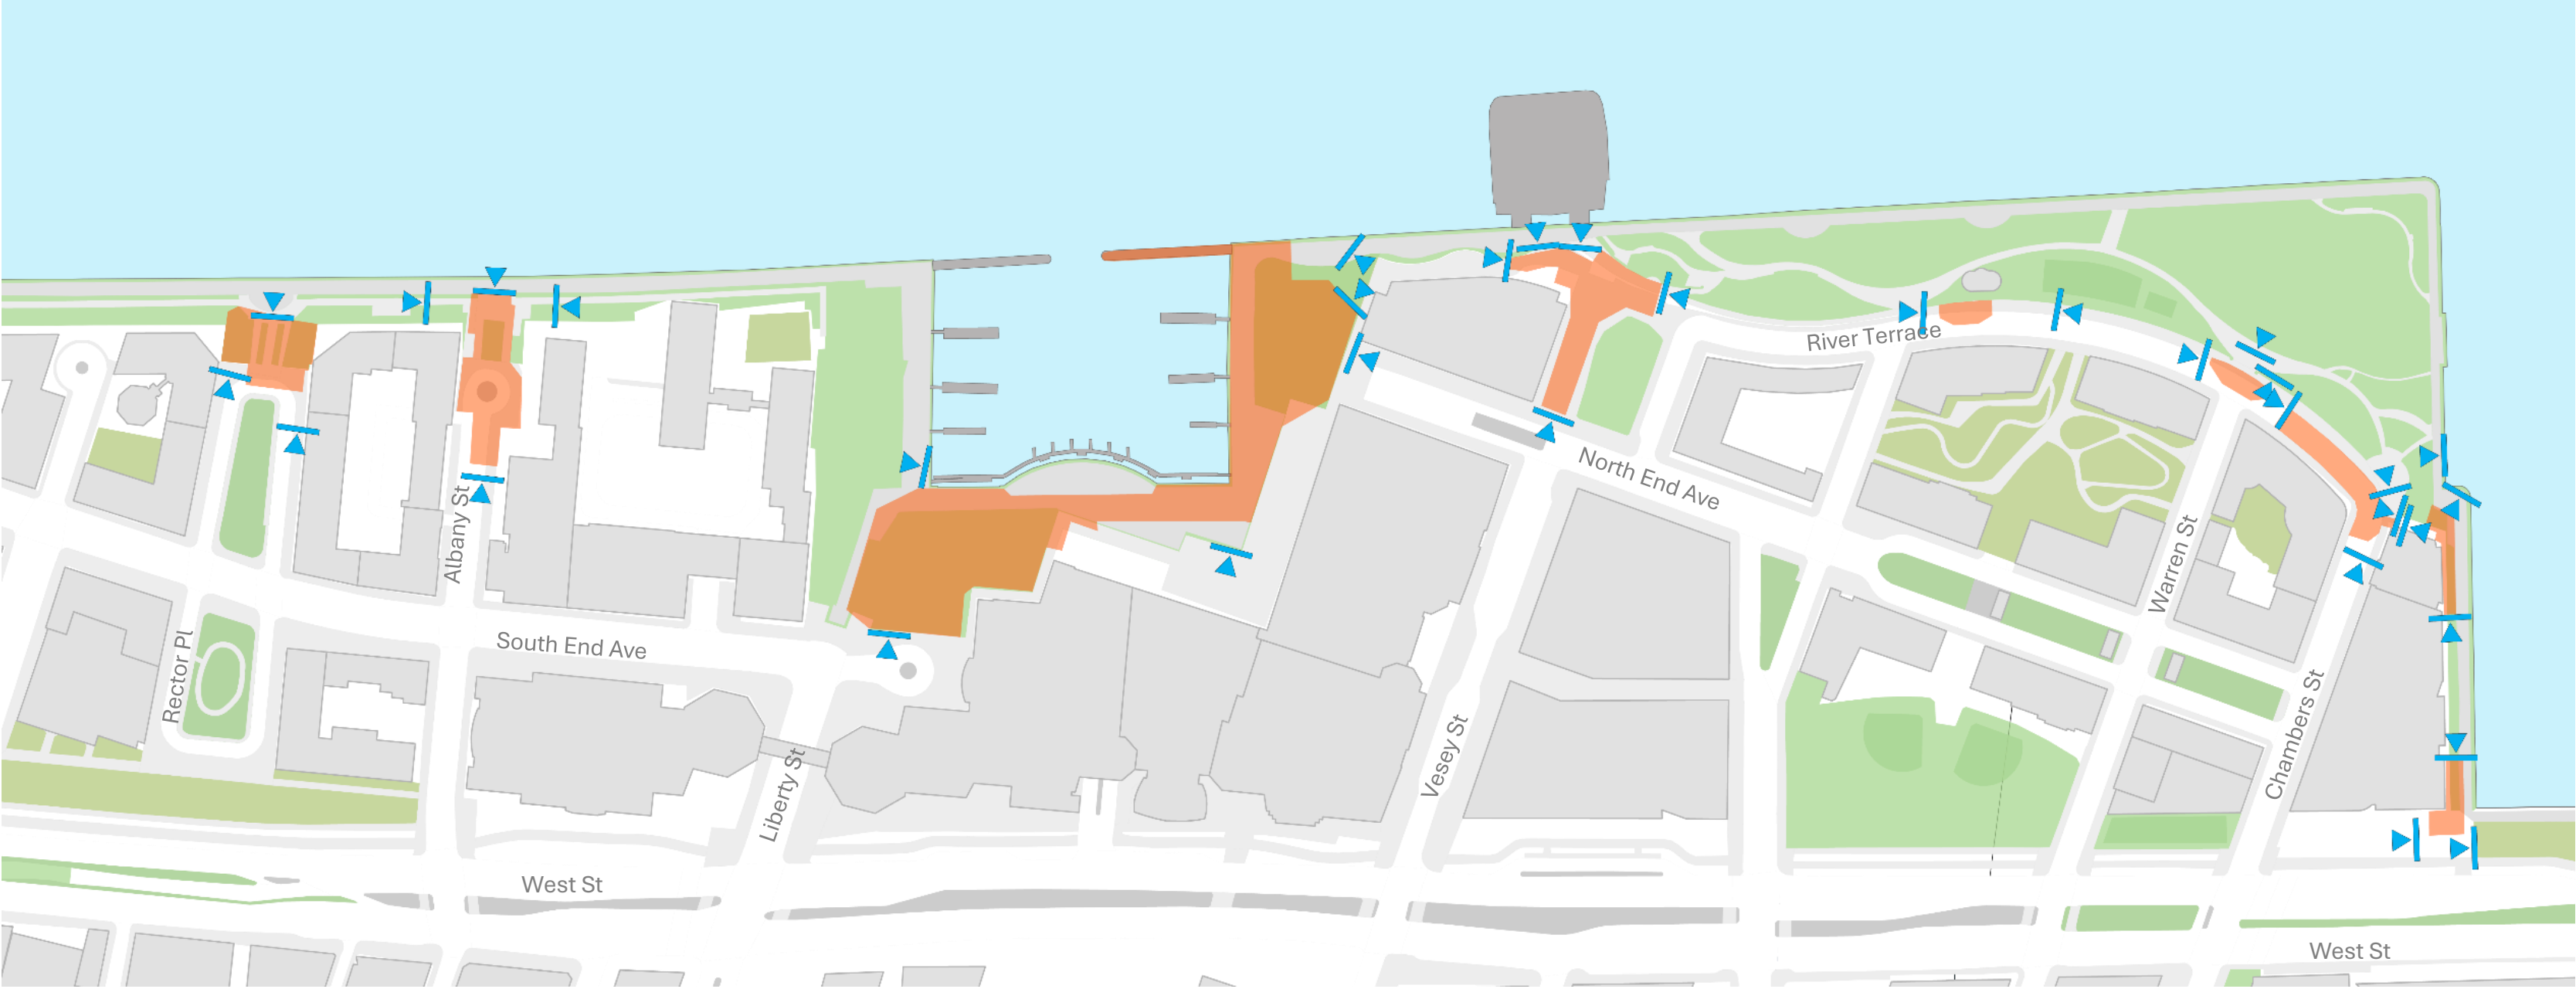 River Terrace
North End Ave
Albany St
Warren St
South End Ave
Rector Pl
Chambers St
Vesey St
Liberty St
West St
West St